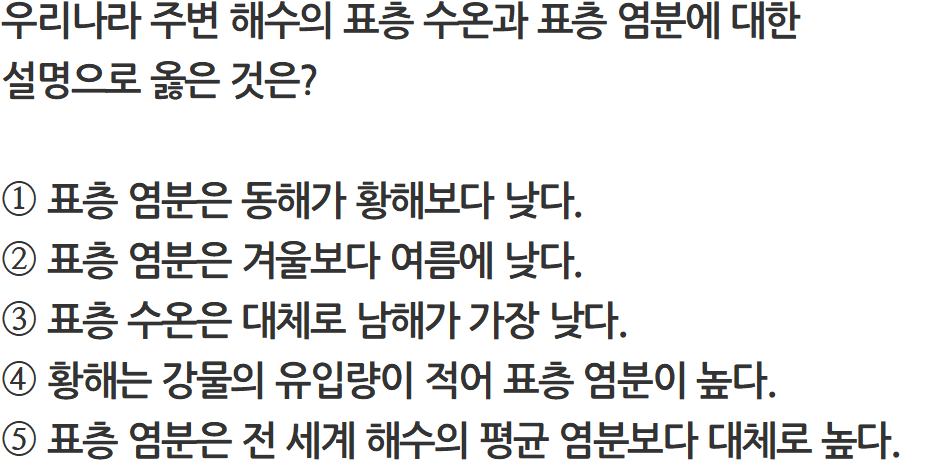 우리나라 주변 해수의 표층 수온과 표층 염분에 대한
설명으로 옳은 것은?
① 표층 염분은 동해가 황해보다 낮다.
② 표층 염분은 겨울보다 여름에 낮다.
③ 표층 수온은 대체로 남해가 가장 낮다.
④ 황해는 강물의 유입량이 적어 표층 염분이 높다.
⑤ 표층 염분은 전 세계 해수의 평균 염분보다 대체로 높다.